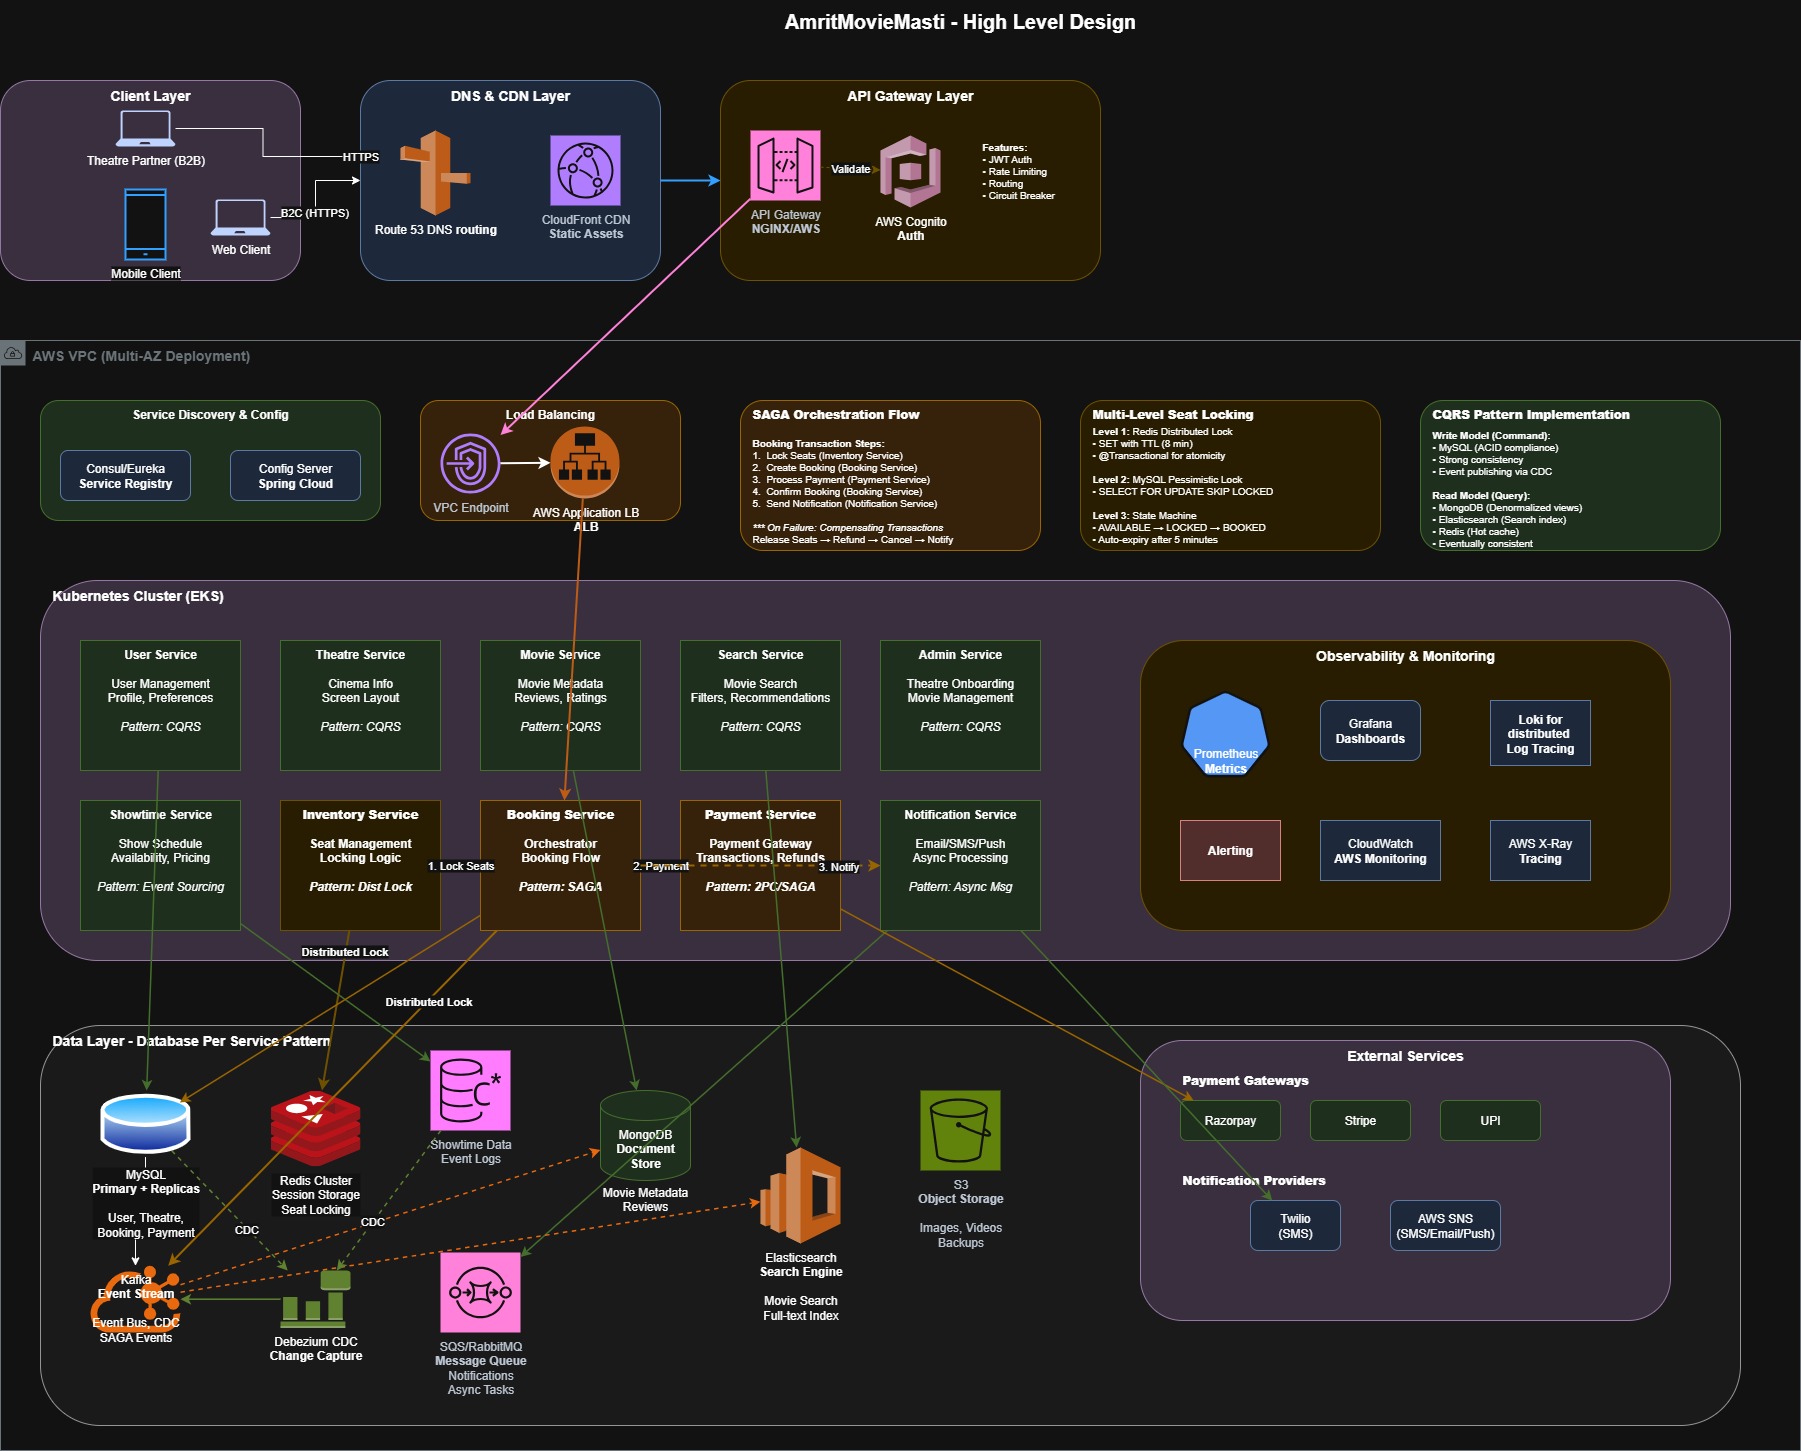 AmritMovieMasti - High Level Design
Client Layer
Theatre Partner (B2B)
Mobile Client
Web Client
HTTPS
B2C (HTTPS)
DNS & CDN Layer
Route 53 DNS routing
CloudFront CDN
Static Assets
API Gateway Layer
API Gateway
NGINX/AWS
Validate
AWS Cognito
Auth
Features:
- JWT Auth
- Rate Limiting
- Routing
- Circuit Breaker
AWS VPC (Multi-AZ Deployment)
Service Discovery & Config
Consul/Eureka
Service Registry
Config Server
Spring Cloud
Load Balancing
VPC Endpoint
AWS Application LB
ALB
SAGA Orchestration Flow
Booking Transaction Steps:
1. Lock Seats (Inventory Service)
2. Create Booking (Booking Service)
3. Process Payment (Payment Service)
4. Confirm Booking (Booking Service)
5. Send Notification (Notification Service)
*** On Failure: Compensating Transactions
Release Seats → Refund → Cancel → Notify
Multi-Level Seat Locking
Level 1: Redis Distributed Lock
- SET with TTL (8 min)
- @Transactional for atomicity
Level 2: MySQL Pessimistic Lock
- SELECT FOR UPDATE SKIP LOCKED
Level 3: State Machine
- AVAILABLE → LOCKED → BOOKED
- Auto-expiry after 5 minutes
CQRS Pattern Implementation
Write Model (Command):
- MySQL (ACID compliance)
- Strong consistency
- Event publishing via CDC
Read Model (Query):
- MongoDB (Denormalized views)
- Elasticsearch (Search index)
- Redis (Hot cache)
- Eventually consistent
Kubernetes Cluster (EKS)
User Service
User Management
Profile, Preferences
Pattern: CQRS
Theatre Service
Cinema Info
Screen Layout
Pattern: CQRS
Movie Service
Movie Metadata
Reviews, Ratings
Pattern: CQRS
Search Service
Movie Search
Filters, Recommendations
Pattern: CQRS
Admin Service
Theatre Onboarding
Movie Management
Pattern: CQRS
Showtime Service
Show Schedule
Availability, Pricing
Pattern: Event Sourcing
Inventory Service
Seat Management
Locking Logic
Pattern: Dist Lock
1. Lock Seats
Booking Service
Orchestrator
Booking Flow
Pattern: SAGA
2. Payment
Payment Service
Payment Gateway
Transactions, Refunds
Pattern: 2PC/SAGA
3. Notify
Notification Service
Email/SMS/Push
Async Processing
Pattern: Async Msg
Observability & Monitoring
Prometheus
Metrics
Grafana
Dashboards
Loki for
distributed
Log Tracing
Alerting
CloudWatch
AWS Monitoring
AWS X-Ray
Tracing
Distributed Lock
Distributed Lock
Data Layer - Database Per Service Pattern
MySQL
Primary + Replicas
User, Theatre,
Booking, Payment
Redis Cluster
Session Storage
Seat Locking
C*
Showtime Data
Event Logs
CDC
CDC
MongoDB
Document
Store
Movie Metadata
Reviews
Elasticsearch
Search Engine
Movie Search
Full-text Index
S3
Object Storage
Images, Videos
Backups
Kafka
Event Stream
Event Bus, CDC
SAGA Events
Debezium CDC
Change Capture
SQS/RabbitMQ
Message Queue
Notifications
Async Tasks
External Services
Payment Gateways
Razorpay
Stripe
UPI
Notification Providers
Twilio
(SMS)
AWS SNS
(SMS/Email/Push)